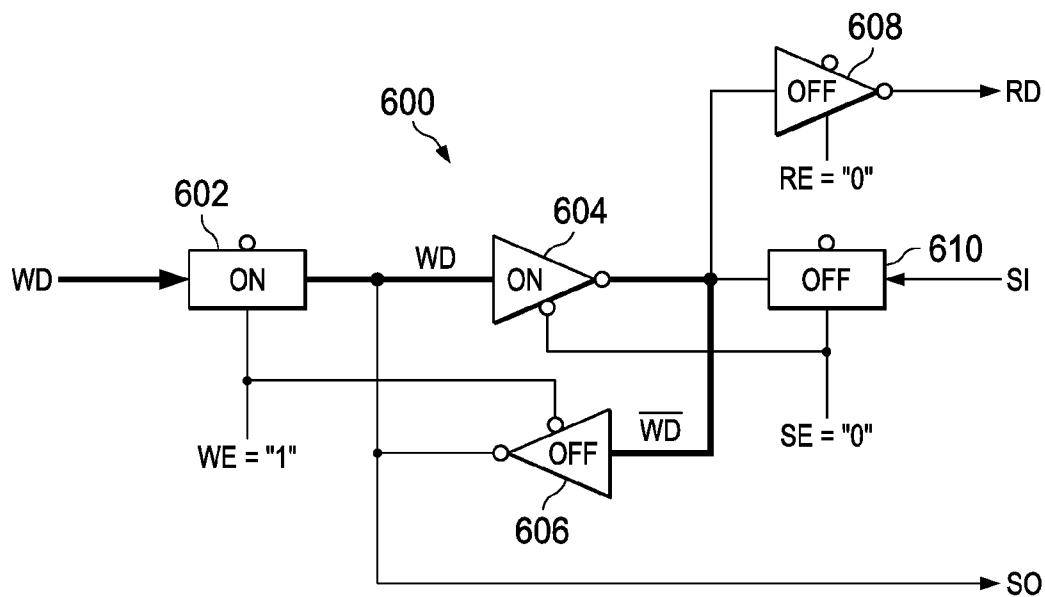 608
OFF
RD
600
RE = "0"
602
604
610
WD
ON
WD
ON
OFF
SI
WD
WE = "1"
OFF
SE = "0"
606
SO